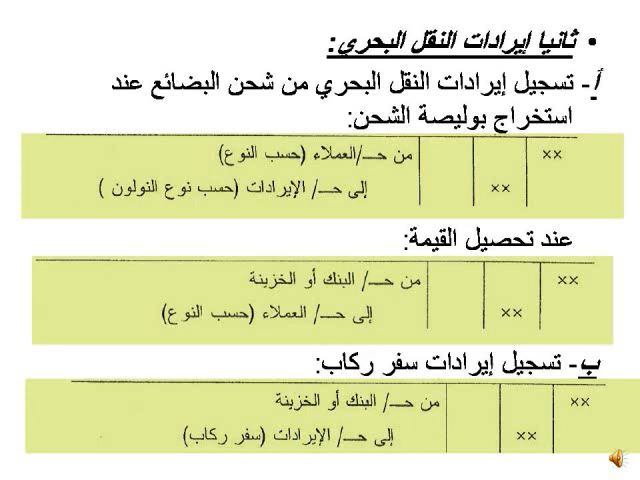 • ثانيا إيرادات النقل البحري:
أ- تسجيل إيرادات النقل البحري من شحن البضائع عند
استخراج بوليصة الشحن:
×× من حـــ/العملاء (حسب النوع)
×× إلى حـــ/ الإيرادات (حسب نوع النولون )
عند تحصيل القيمة:
×× من حـــ/ البنك أو الخزينة
×× إلى حـــ/ العملاء (حسب النوع)
ب- تسجيل إيرادات سفر ركاب:
×× من حـــ/ البنك أو الخزينة
×× إلى حـــ/ الإيرادات (سفر ركاب)